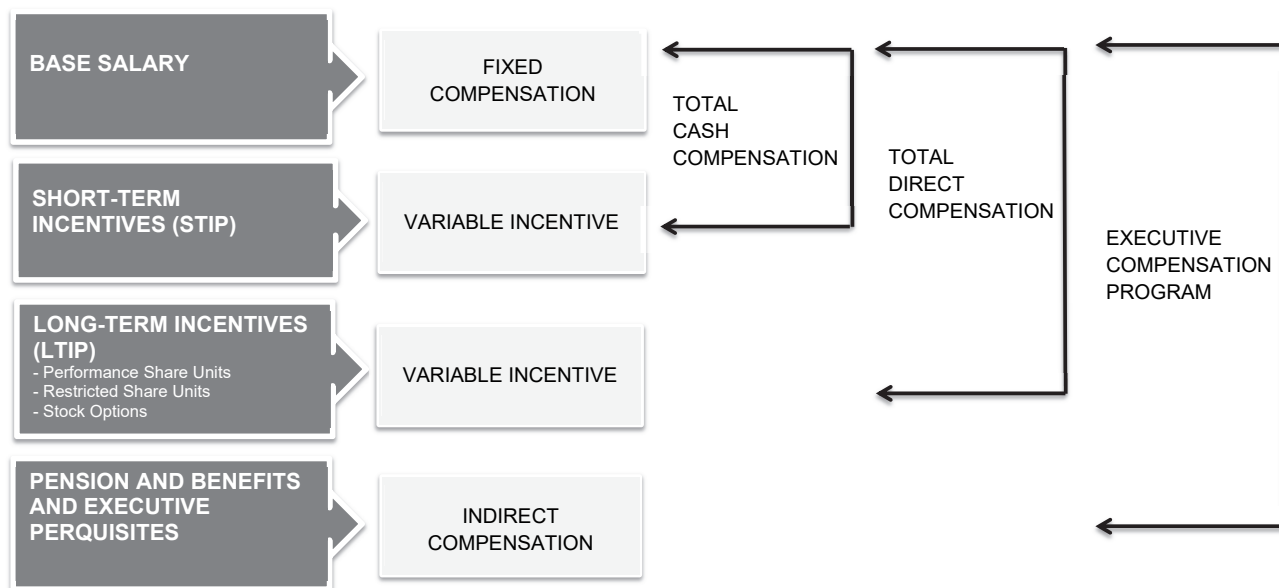 BASE SALARY
FIXED
COMPENSATION
SHORT-TERM
INCENTIVES (STIP)
VARIABLE INCENTIVE
LONG-TERM INCENTIVES
(LTIP)
- Performance Share Units
- Restricted Share Units
- Stock Options
VARIABLE INCENTIVE
PENSION AND BENEFITS
AND EXECUTIVE
PERQUISITES
INDIRECT
COMPENSATION
TOTAL
CASH
COMPENSATION
TOTAL
DIRECT
COMPENSATION
EXECUTIVE
COMPENSATION
PROGRAM